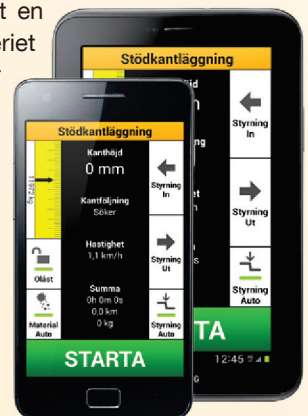 t en
eriet
Stödkantläggning
Styrning
In
Styrning
Ut
Styrning
Auto
TA
12:45
Stödkantläggning
11972 kg
Kanthöjd
0 mm
Styrning
In
Kantföljning
Söker
Hastighet
1,1 km/h
Styrning
Ut
Oläst
Summa
0h 0m 0s
0,0 km
0 kg
Material
Auto
Styrning
Auto
STARTA